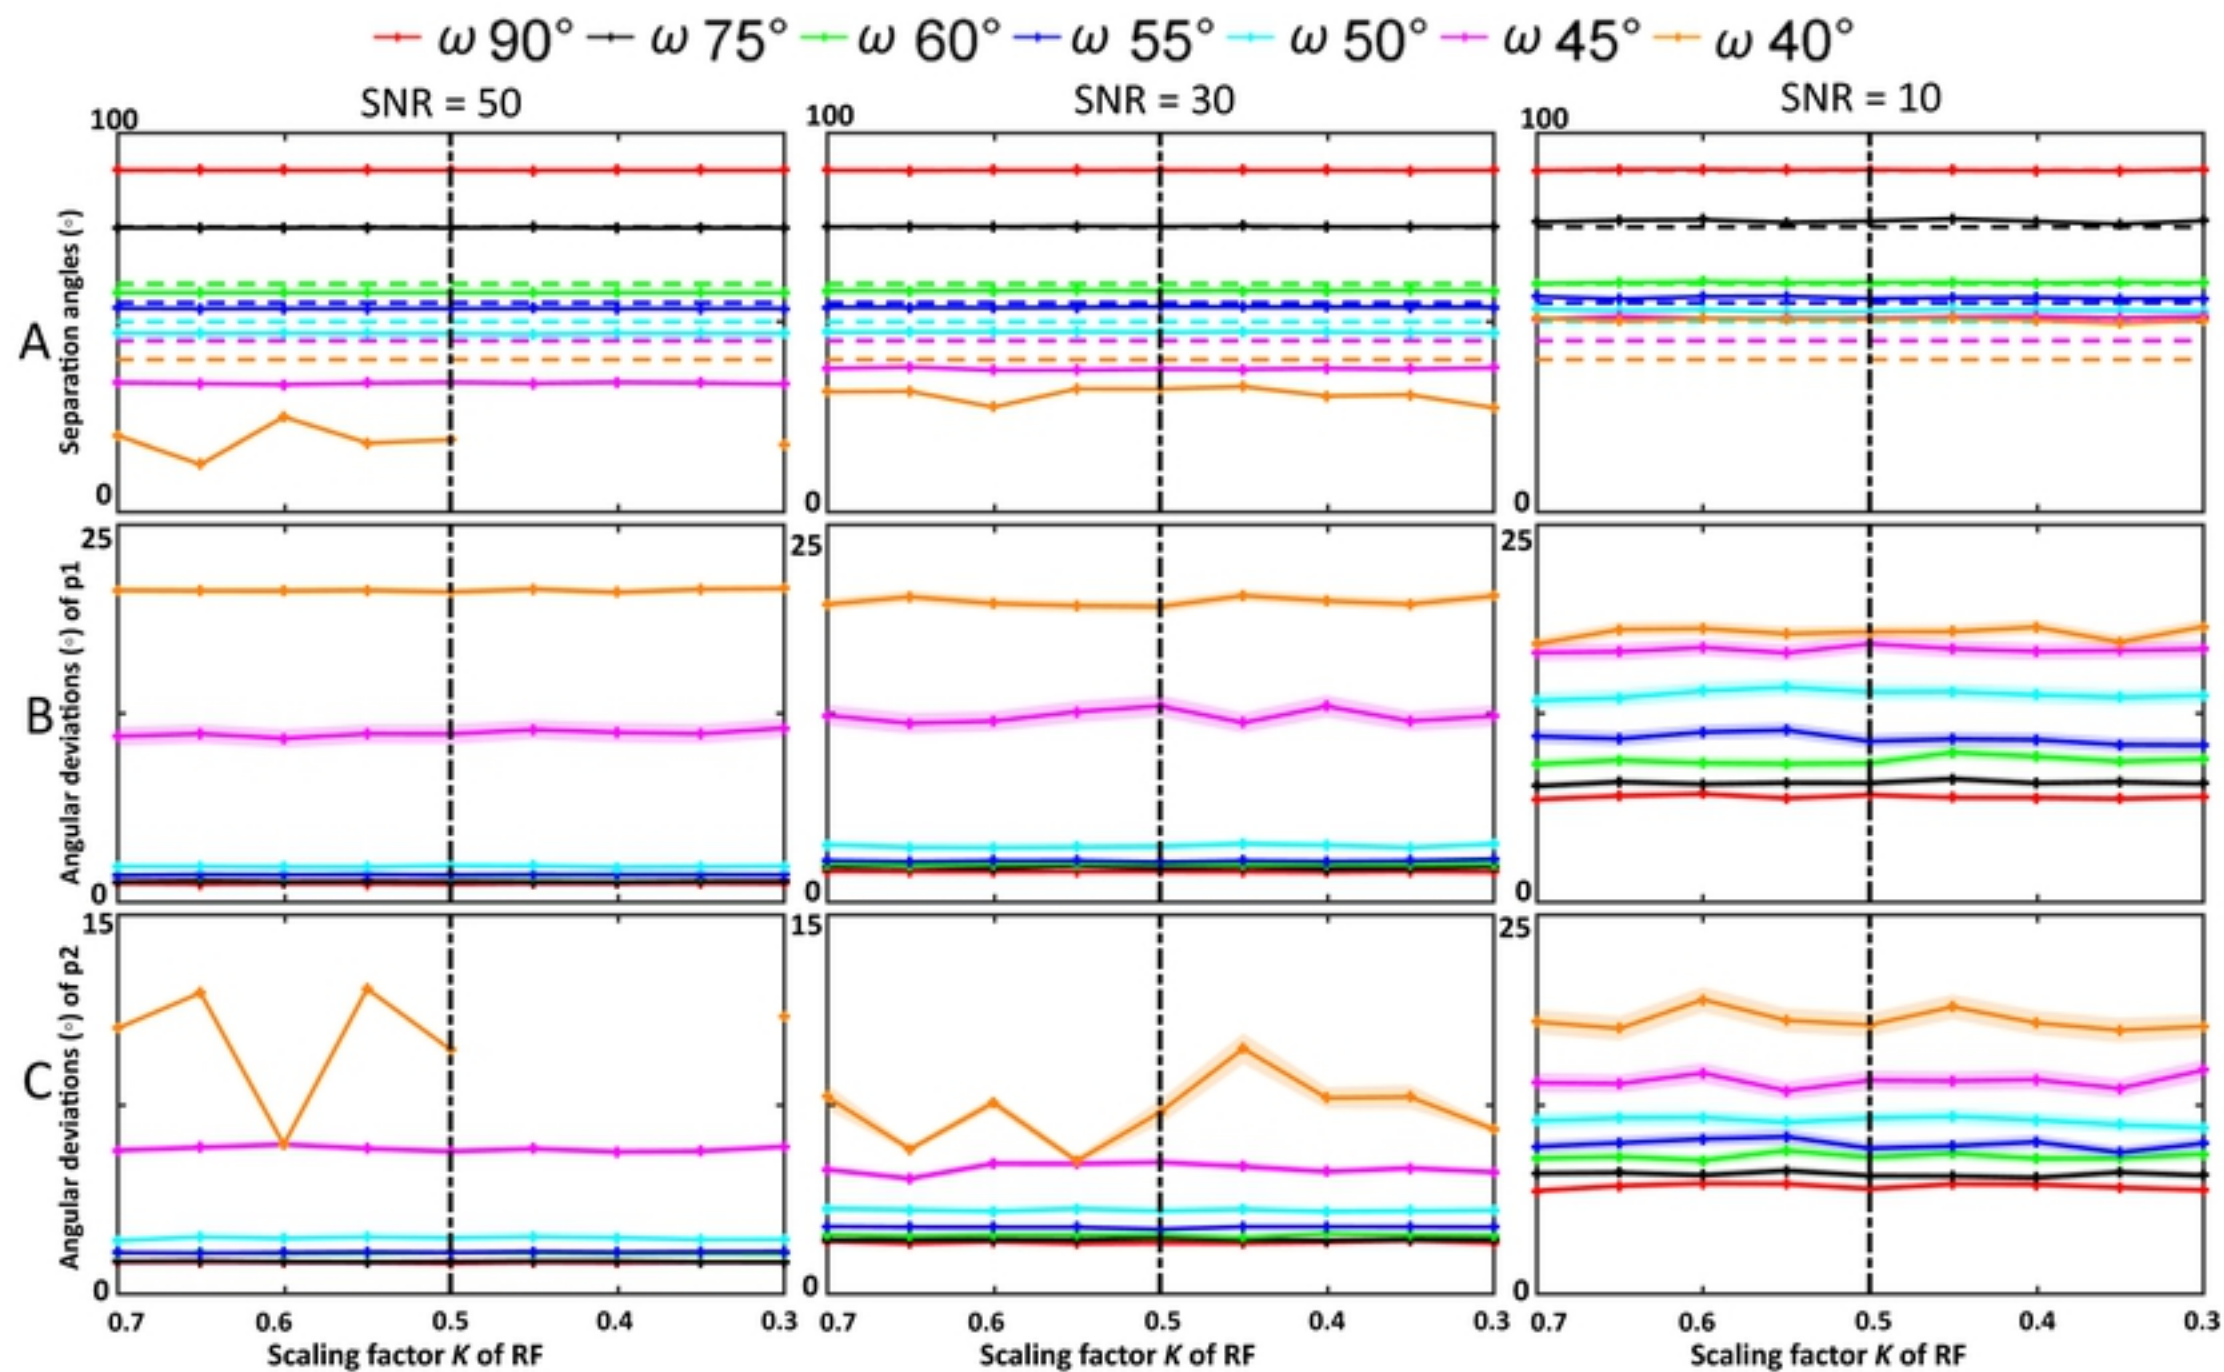 ω 90° ω 75° ω 60° ω 55° ω 50° ω 45° ω 40°
SNR = 50 SNR = 30 SNR = 10
A
Separation angles (°)
100
0
100
0
100
0
B
Angular deviations (°) of p1
25
0
25
0
25
0
C
Angular deviations (°) of p2
15
0
15
0
25
0
0.7 0.6 0.5 0.4 0.3 0.7 0.6 0.5 0.4 0.3 0.7 0.6 0.5 0.4 0.3
Scaling factor K of RF Scaling factor K of RF Scaling factor K of RF